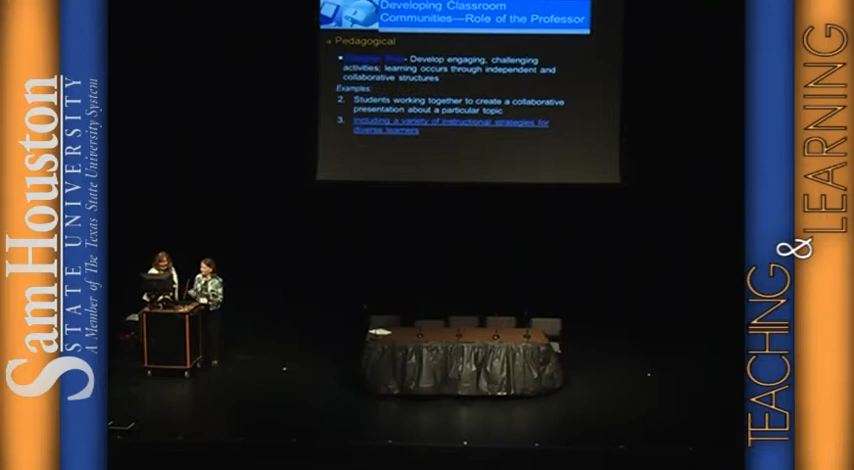 Sam Houston
STATE UNIVERSITY
A Member of The Texas State University System
Developing Classroom
Communities—Role of the Professor
Pedagogical
- Develop engaging, challenging
activities; learning occurs through independent and
collaborative structures
Examples:
2. Students working together to create a collaborative
presentation about a particular topic
3. Including a variety of instructional strategies for
diverse learners
TEACHING & LEARNING